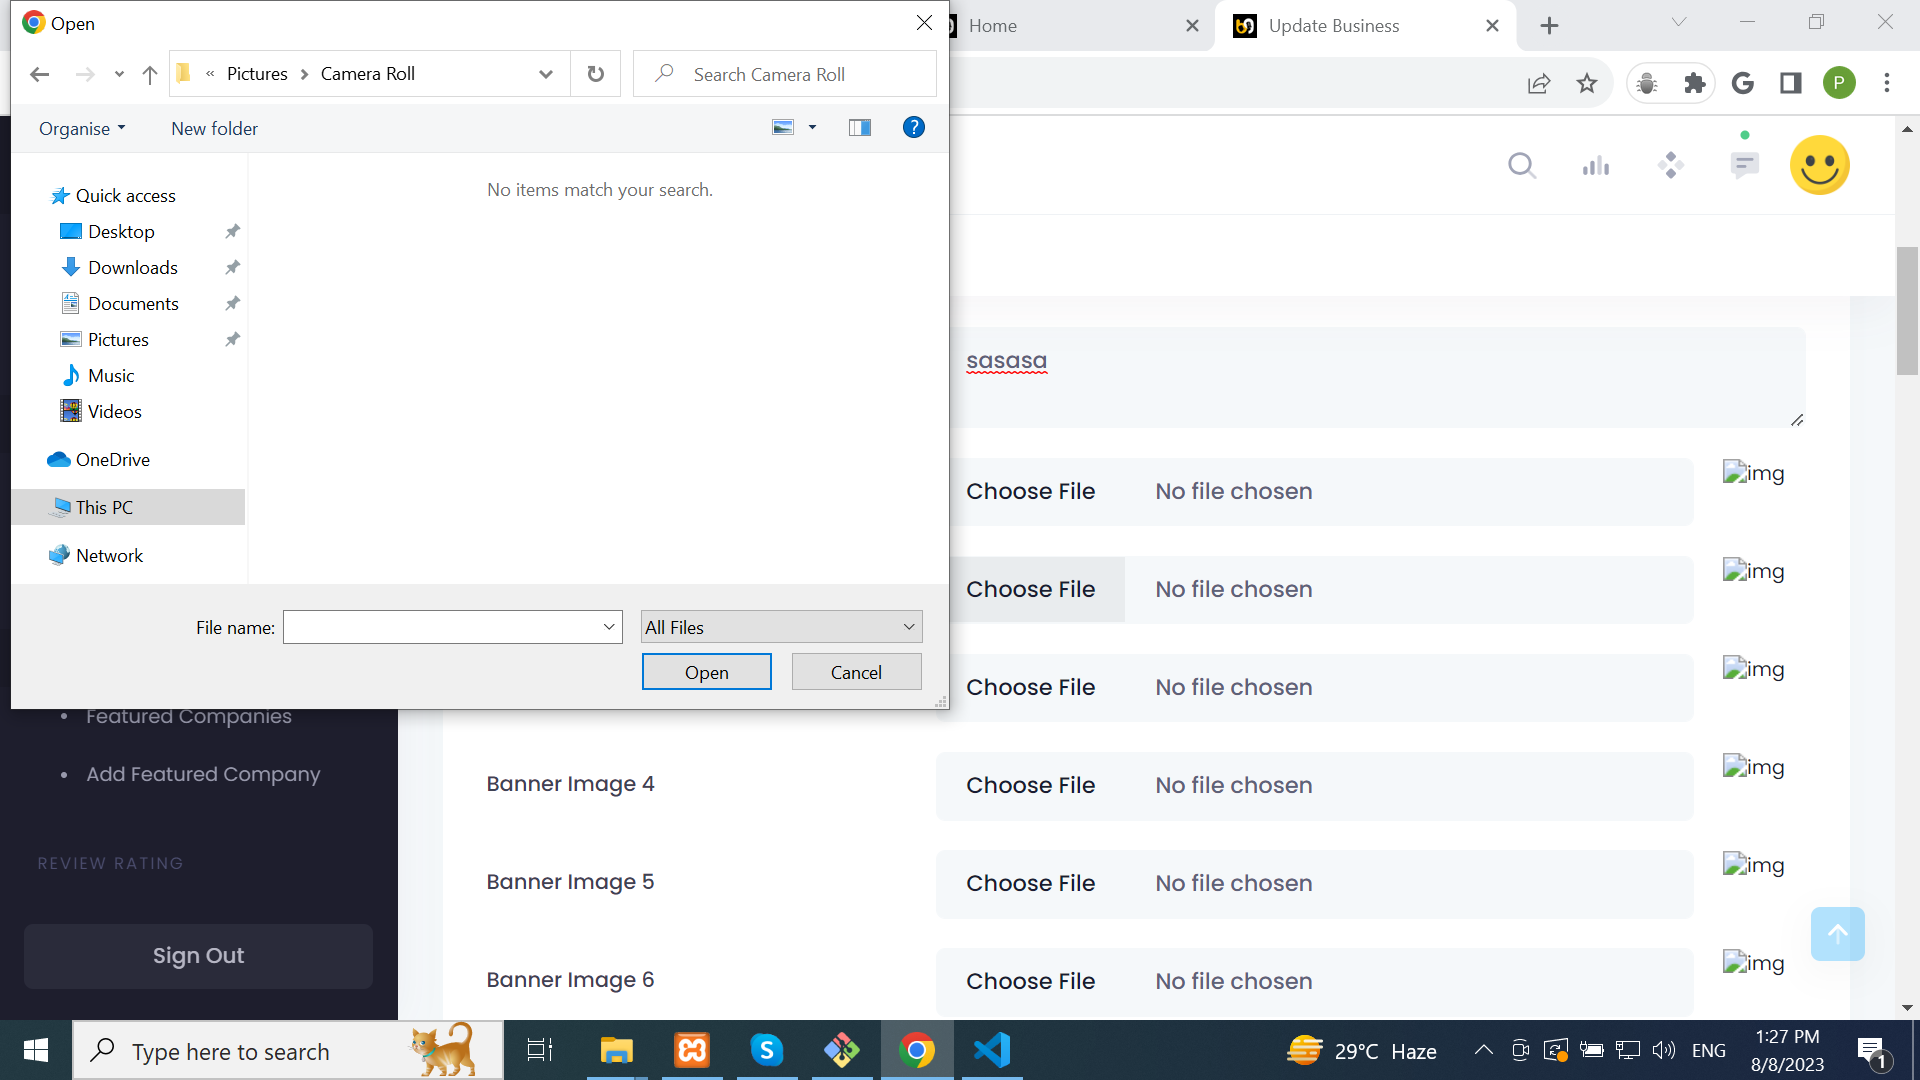 Open
« Pictures > Camera Roll
Search Camera Roll
Organise
New folder
?
Quick access
Desktop
Downloads
Documents
Pictures
Music
Videos
OneDrive
This PC
Network
No items match your search.
File name:
All Files
Open
Cancel
Home
Update Business
P
sasasa
Choose File No file chosen img
Choose File No file chosen img
Choose File No file chosen img
Banner Image 4 Choose File No file chosen img
Banner Image 5 Choose File No file chosen img
Banner Image 6 Choose File No file chosen img
Featured Companies
Add Featured Company
REVIEW RATING
Sign Out
Type here to search
S
29°C Haze
ENG
1:27 PM
8/8/2023
1